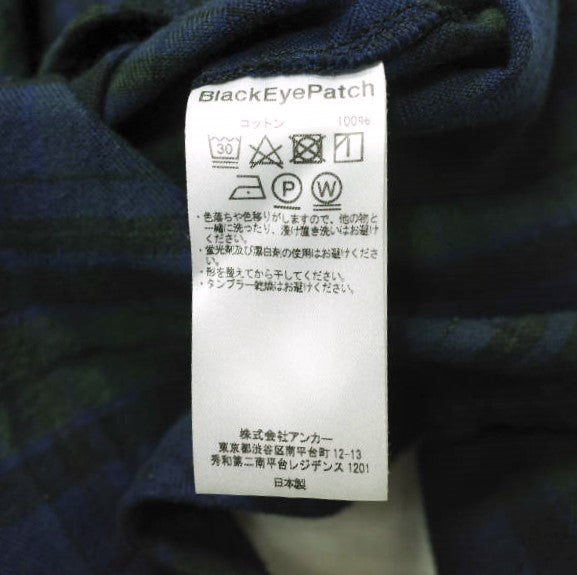 BlackEyePatch
コットン 100%
30
P W
・色落ちや色移りがしますので、他の物と
一緒に洗ったり、浸け置き洗いはお避け
ください。
・蛍光剤及び漂白剤の使用はお避けください。
・形を整えてから干してください。
・タンブラー乾燥はお避けください。
株式会社アンカー
東京都渋谷区南平台町 12-13
秀和第二南平台レジデンス 1201
日本製